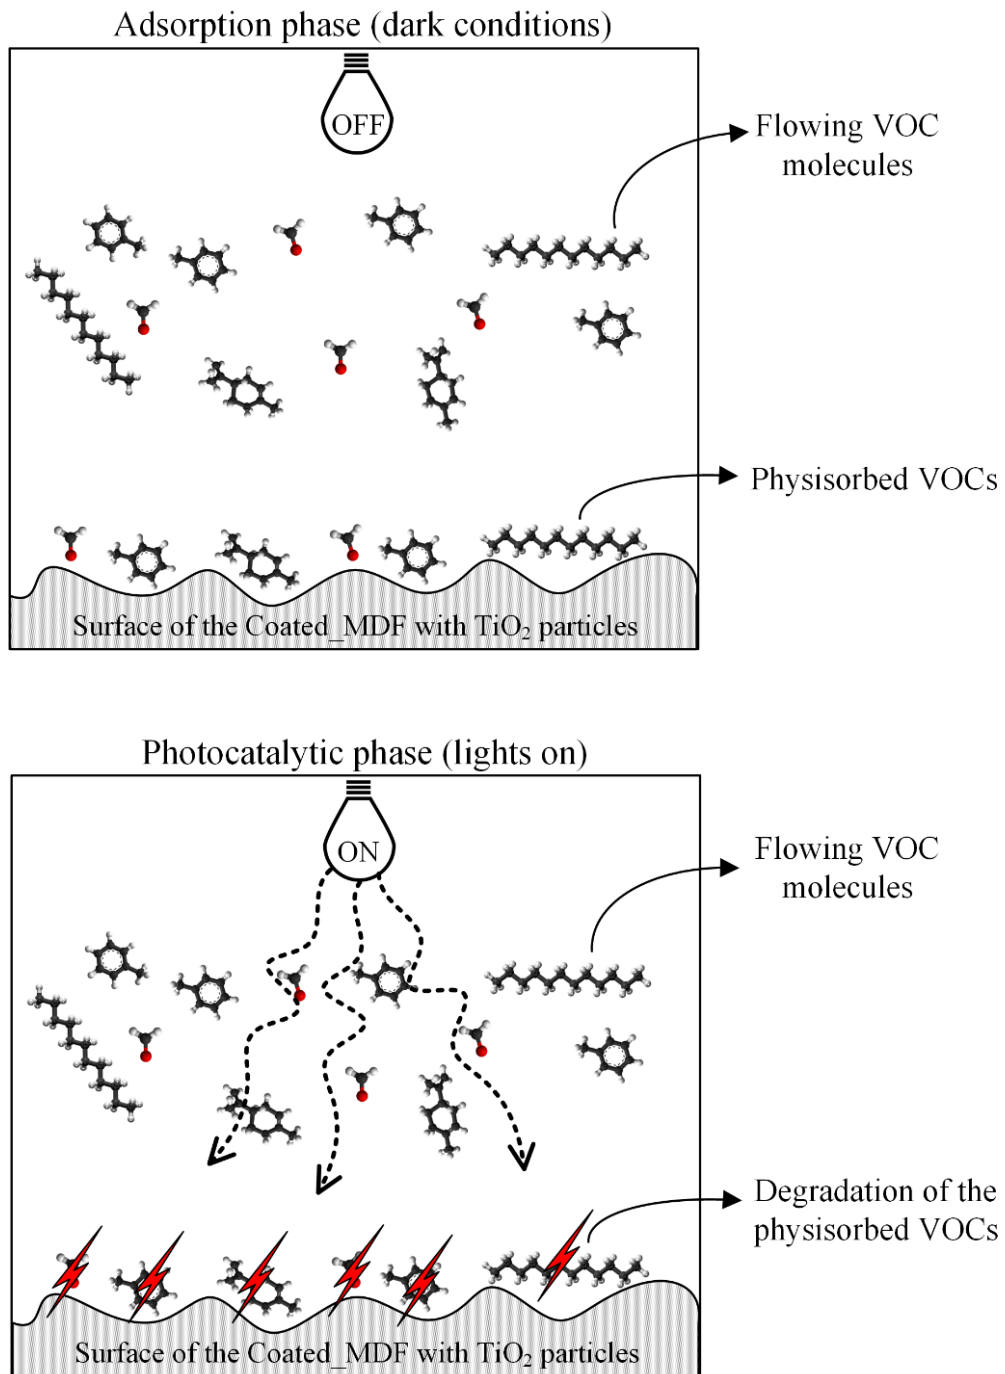 Adsorption phase (dark conditions)
OFF
Flowing VOC
molecules
Physisorbed VOCs
Surface of the Coated_MDF with TiO₂ particles
Photocatalytic phase (lights on)
ON
Flowing VOC
molecules
Degradation of the
physisorbed VOCs
Surface of the Coated_MDF with TiO₂ particles